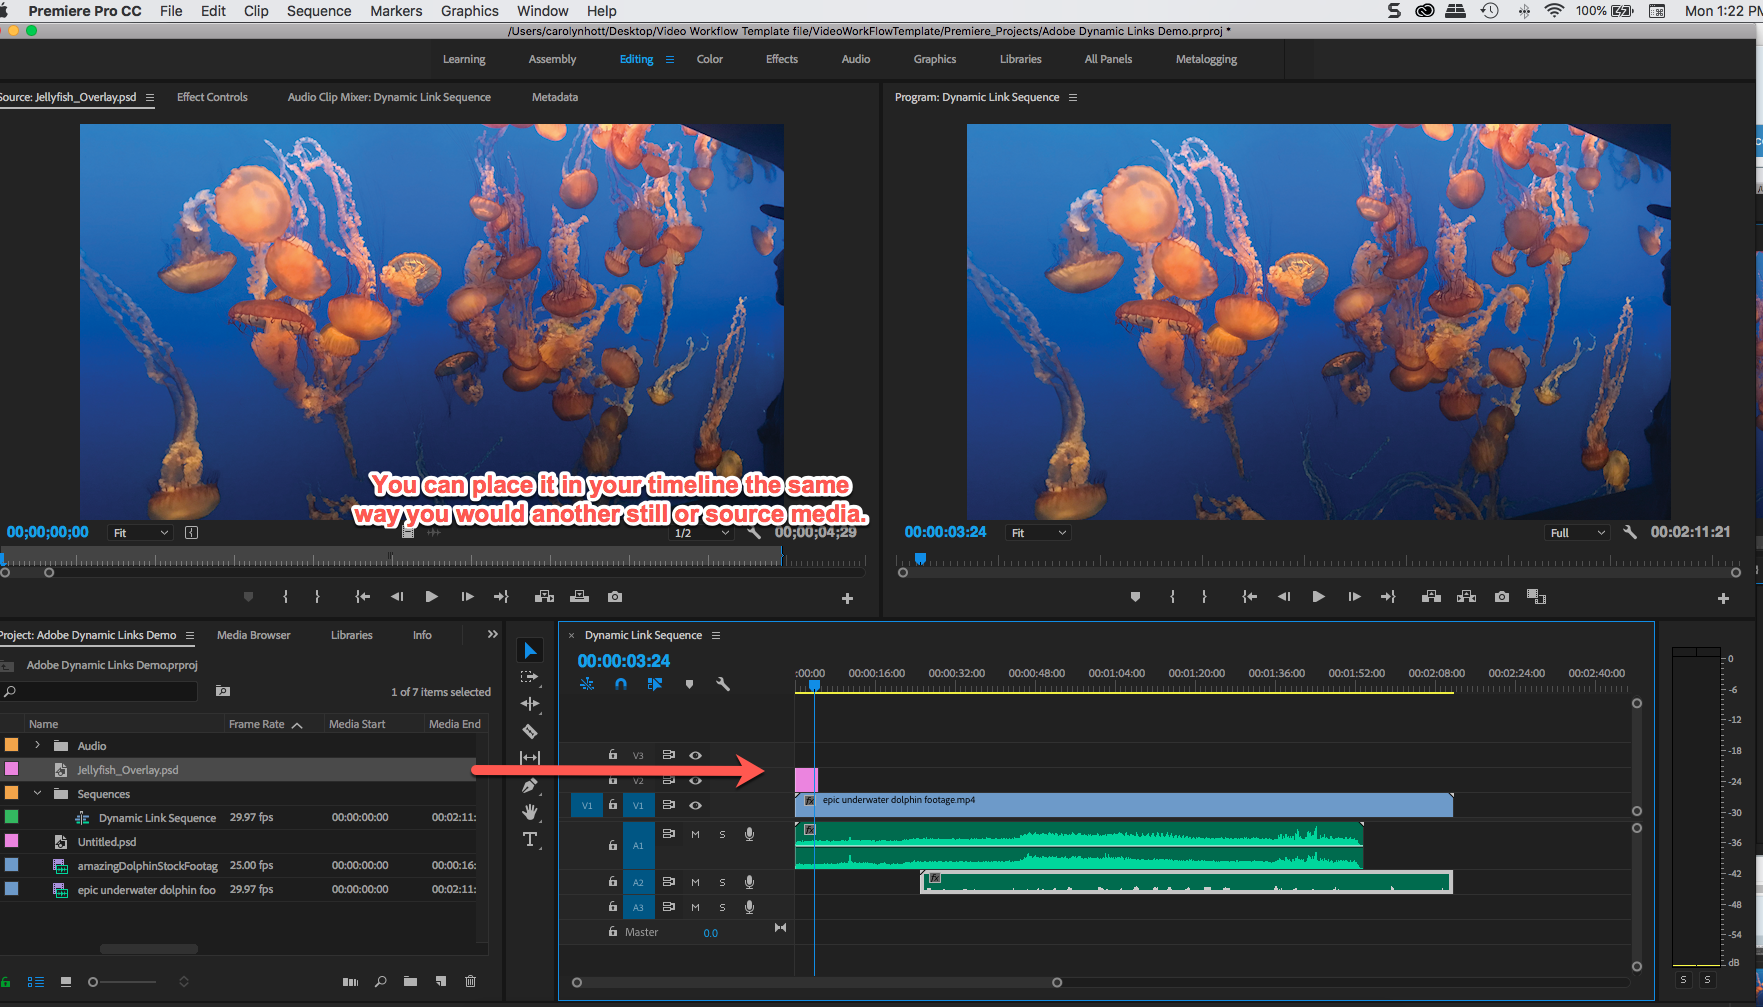 Premiere Pro CC File Edit Clip Sequence Markers Graphics Window Help 100% Mon 1:22 PM
/Users/carolynhott/Desktop/Video Workflow Template file/VideoWorkFlowTemplate/Premiere_Projects/Adobe Dynamic Links Demo.prproj *
Learning Assembly Editing Color Effects Audio Graphics Libraries All Panels Metalogging
Source: Jellyfish_Overlay.psd Effect Controls Audio Clip Mixer: Dynamic Link Sequence Metadata
Program: Dynamic Link Sequence
You can place it in your timeline the same
way you would another still or source media.
00;00;00;00 Fit 1/2 00;00;04;29
00:00:03:24 Fit Full 00:02:11:21
Project: Adobe Dynamic Links Demo Media Browser Libraries Info
Adobe Dynamic Links Demo.prproj
1 of 7 items selected
Name Frame Rate Media Start Media End
Audio
Jellyfish_Overlay.psd
Sequences
Dynamic Link Sequence 29.97 fps 00:00:00:00 00:02:11:
Untitled.psd
amazingDolphinStockFootag 25.00 fps 00:00:00:00 00:00:16:
epic underwater dolphin foo 29.97 fps 00:00:00:00 00:02:11:
× Dynamic Link Sequence
00:00:03:24
:00:00 00:00:16:00 00:00:32:00 00:00:48:00 00:01:04:00 00:01:20:00 00:01:36:00 00:01:52:00 00:02:08:00 00:02:24:00 00:02:40:00
V3
V2
V1 V1 fx epic underwater dolphin footage.mp4
A1 M S fx
A2 M S fx
A3 M S
Master 0.0
0
-6
-12
-18
-24
-30
-36
-42
-48
-54
dB
S S